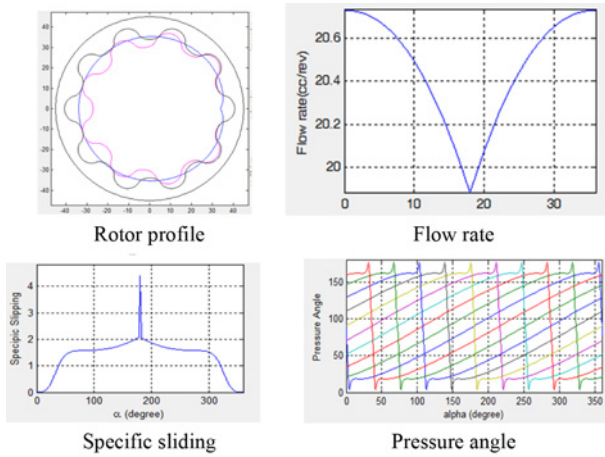 40
30
20
10
0
-10
-20
-30
-40
-40 -30 -20 -10 0 10 20 30 40
Rotor profile
Flow rate(cc/rev)
20.6
20.4
20.2
20
0 20
Flow rate
Specipic Slipping
4
3
2
1
0
0 100 200 300
α (degree)
Specific sliding
Pressure Angle
150
100
50
0
0 50 100 150 200 250 300 350
alpha (degree)
Pressure angle